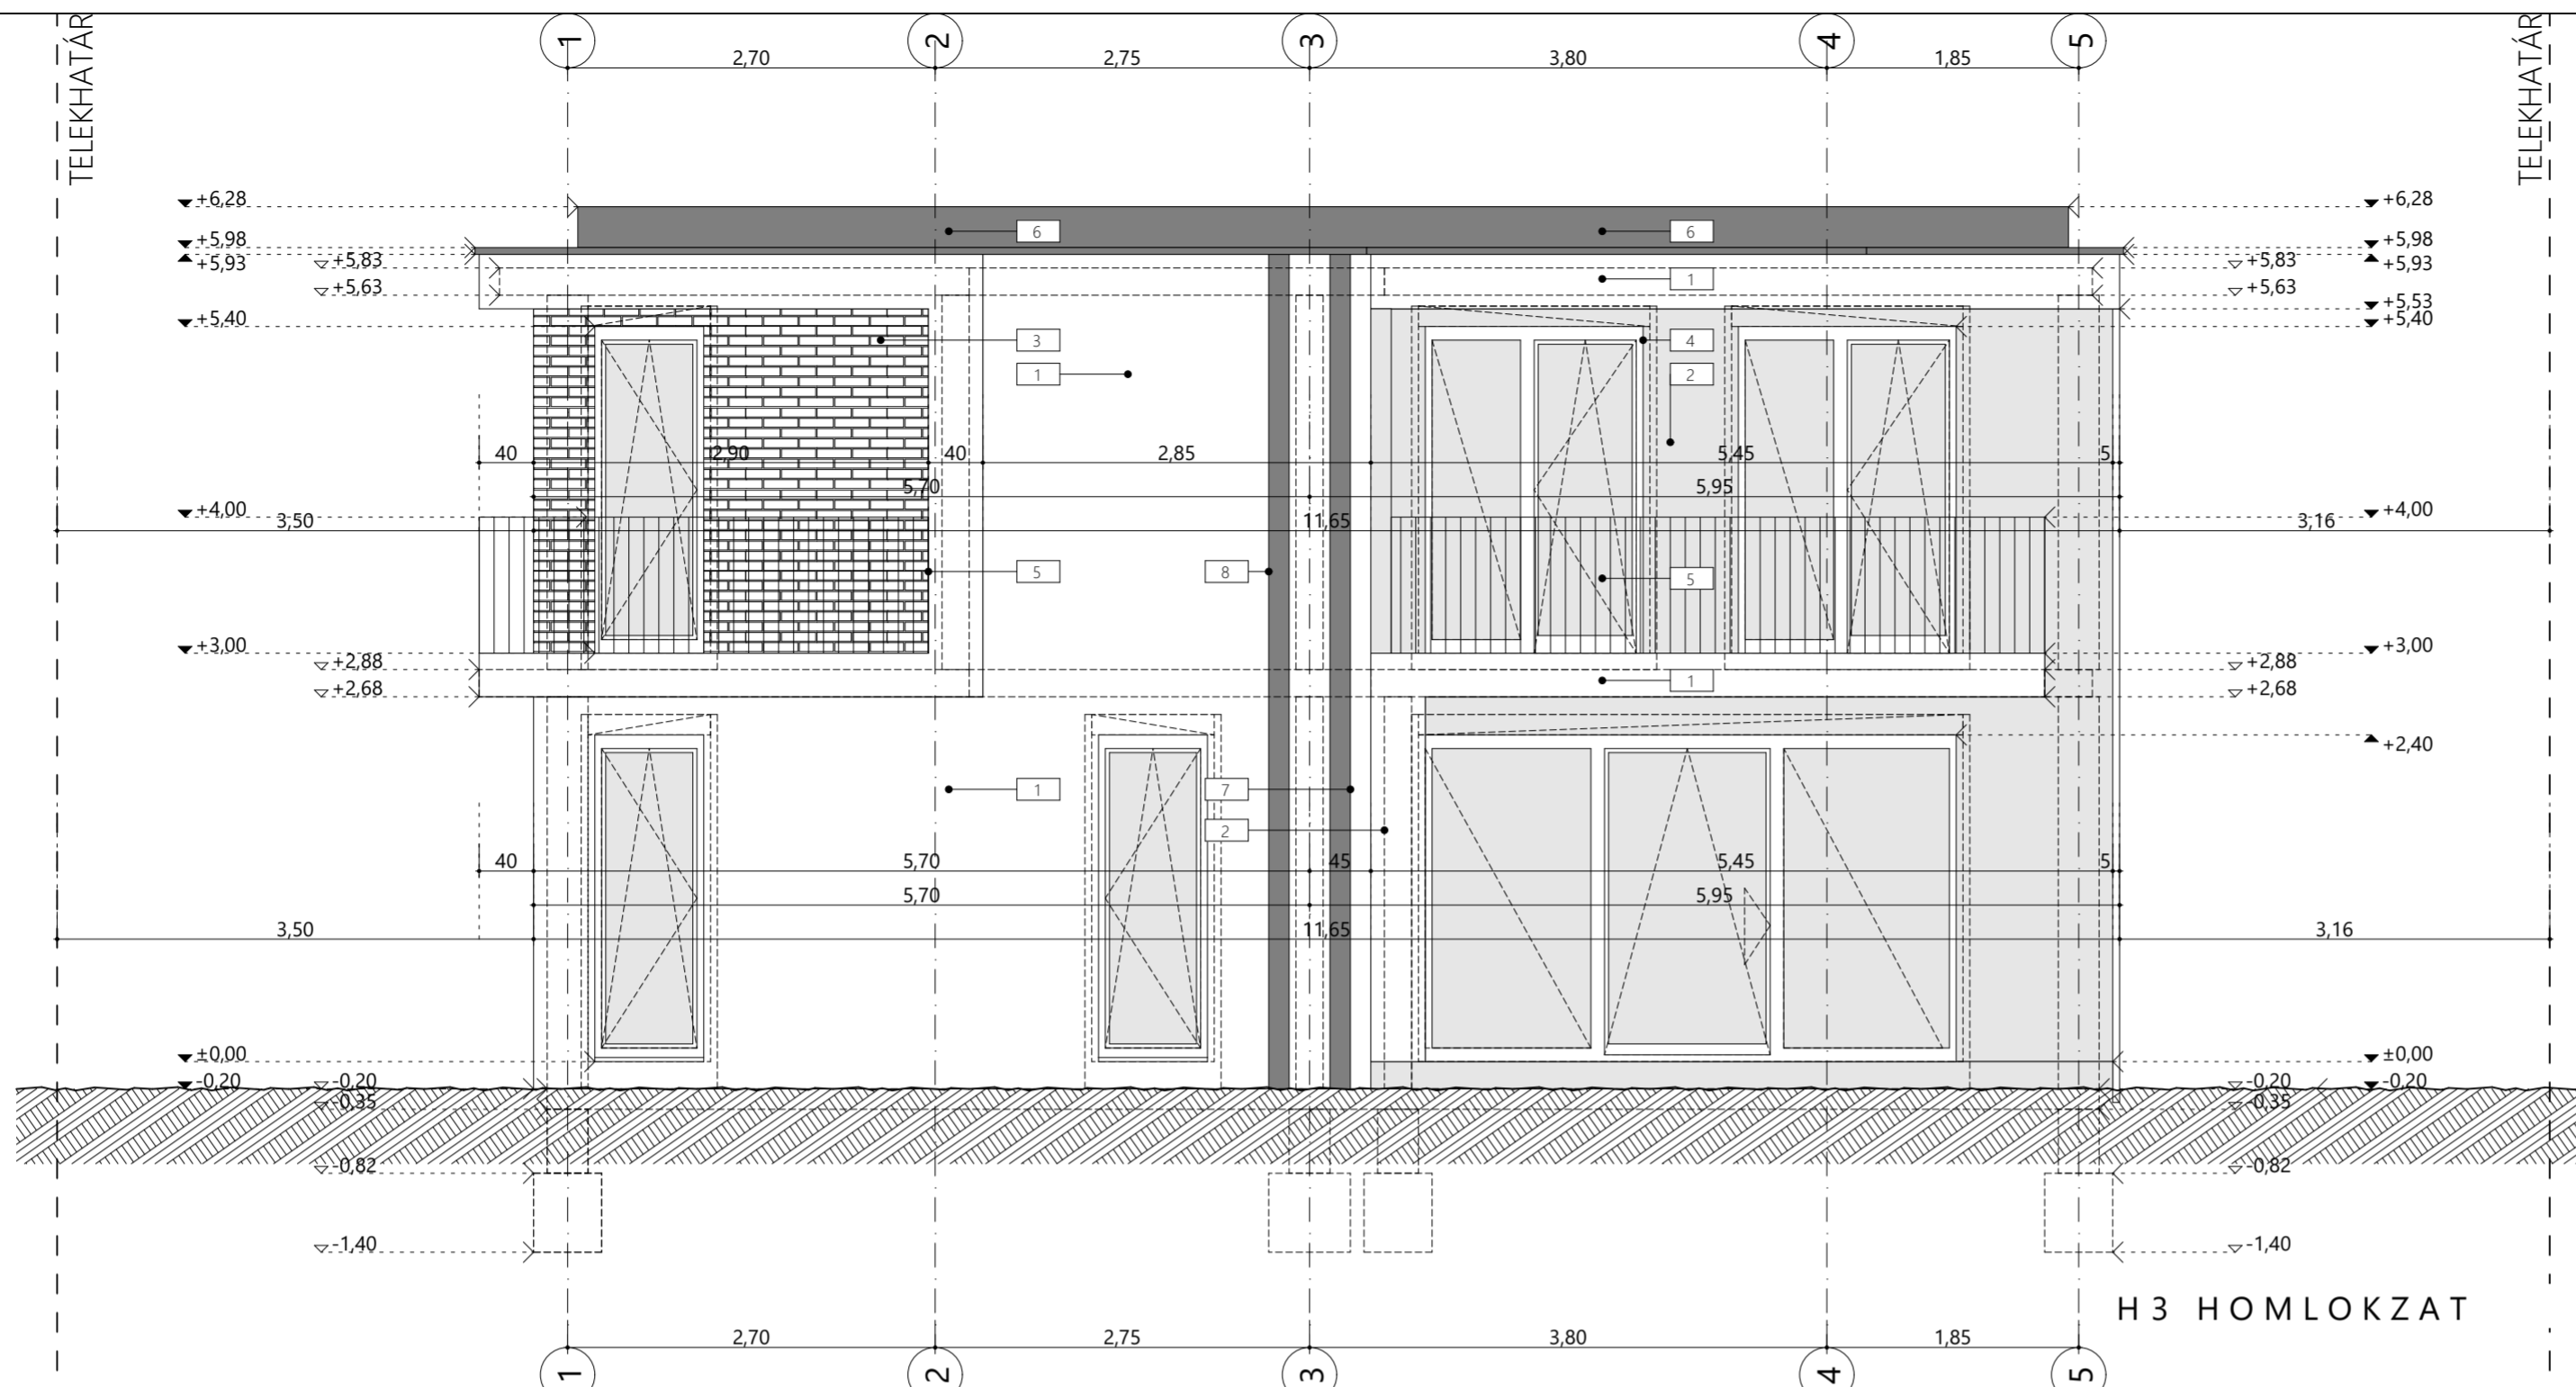 TELEKHATÁR
TELEKHATÁR
1 2 3 4 5
2,70 2,75 3,80 1,85
+6,28 +6,28
6 6
+5,98 +5,98
+5,93 +5,83 +5,83 +5,93
1
+5,63 +5,63
+5,53
+5,40 +5,40
3 4
1 2
40 2,90 40 2,85 5,45 5
5,70 5,95
+4,00 +4,00
3,50 11,65 3,16
5 8 5
+3,00 +3,00
+2,88 +2,88
1
+2,68 +2,68
+2,40
1 7
2
40 5,70 45 5,45 5
5,70 5,95
3,50 11,65 3,16
±0,00 ±0,00
-0,20 -0,20 -0,20 -0,20
-0,35 -0,35
-0,82 -0,82
-1,40 -1,40
H3 HOMLOKZAT
2,70 2,75 3,80 1,85
1 2 3 4 5